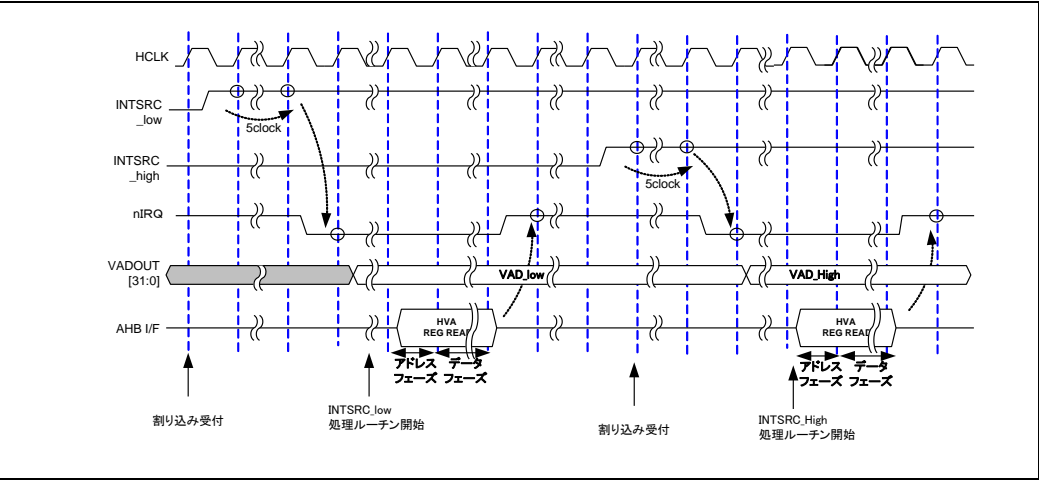 HCLK
INTSRC
_low
5clock
INTSRC
_high
5clock
nIRQ
VADOUT
[31:0]
VAD_low
VAD_High
AHB I/F
HVA
REG READ
HVA
REG READ
アドレス
フェーズ
データ
フェーズ
アドレス
フェーズ
データ
フェーズ
割り込み受付
INTSRC_low
処理ルーチン開始
割り込み受付
INTSRC_High
処理ルーチン開始